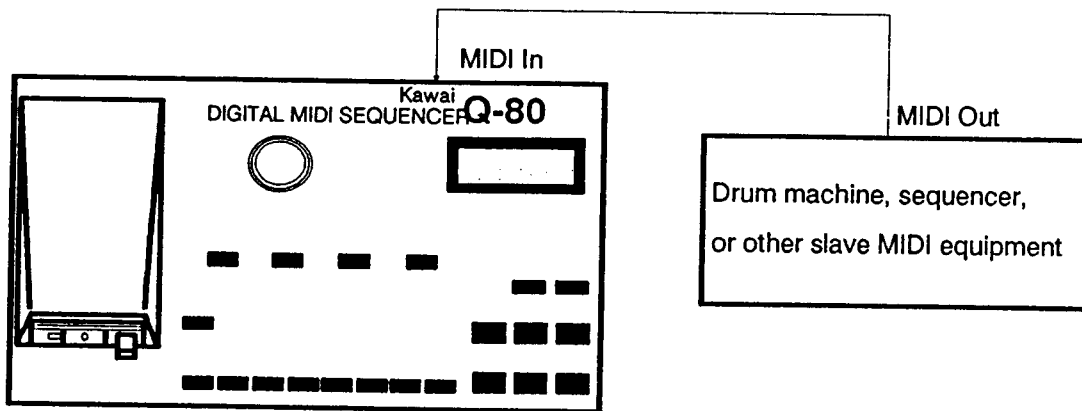 MIDI In
Kawai
DIGITAL MIDI SEQUENCER Q-80
MIDI Out
Drum machine, sequencer,
or other slave MIDI equipment